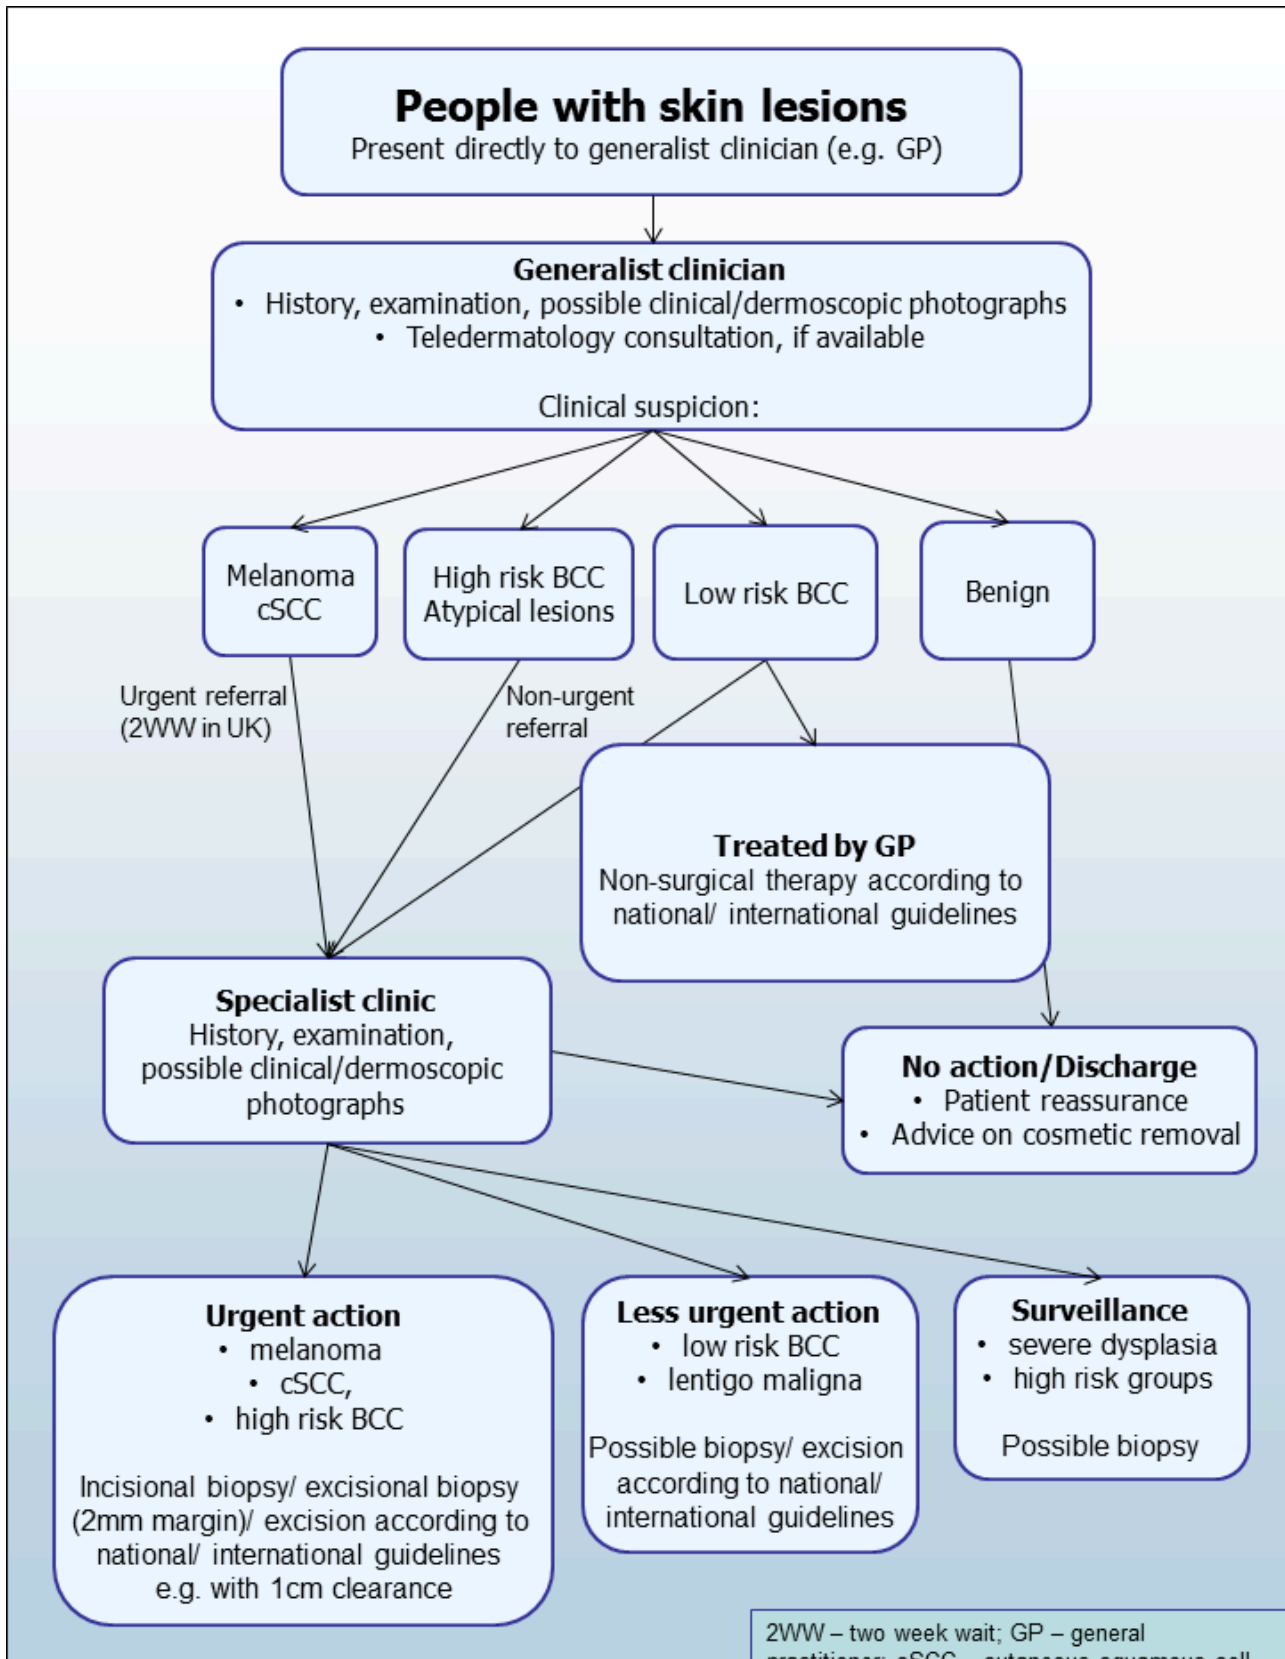 People with skin lesions
Present directly to generalist clinician (e.g. GP)
Generalist clinician
• History, examination, possible clinical/dermoscopic photographs
• Teledermatology consultation, if available
Clinical suspicion:
Melanoma
cSCC
High risk BCC
Atypical lesions
Low risk BCC
Benign
Urgent referral
(2WW in UK)
Non-urgent
referral
Treated by GP
Non-surgical therapy according to
national/ international guidelines
Specialist clinic
History, examination,
possible clinical/dermoscopic
photographs
No action/Discharge
• Patient reassurance
• Advice on cosmetic removal
Urgent action
• melanoma
• cSCC,
• high risk BCC
Incisional biopsy/ excisional biopsy
(2mm margin)/ excision according to
national/ international guidelines
e.g. with 1cm clearance
Less urgent action
• low risk BCC
• lentigo maligna
Possible biopsy/ excision
according to national/
international guidelines
Surveillance
• severe dysplasia
• high risk groups
Possible biopsy
2WW – two week wait; GP – general
practitioner; cSCC – cutaneous squamous cell